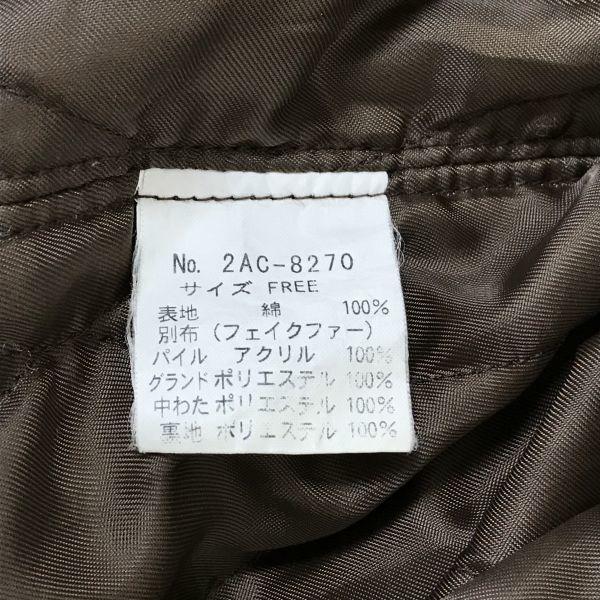 No. 2AC-8270
サイズ FREE
表地 綿 100%
別布(フェイクファー)
パイル アクリル 100%
グランド ポリエステル 100%
中わた ポリエステル 100%
裏地 ポリエステル 100%